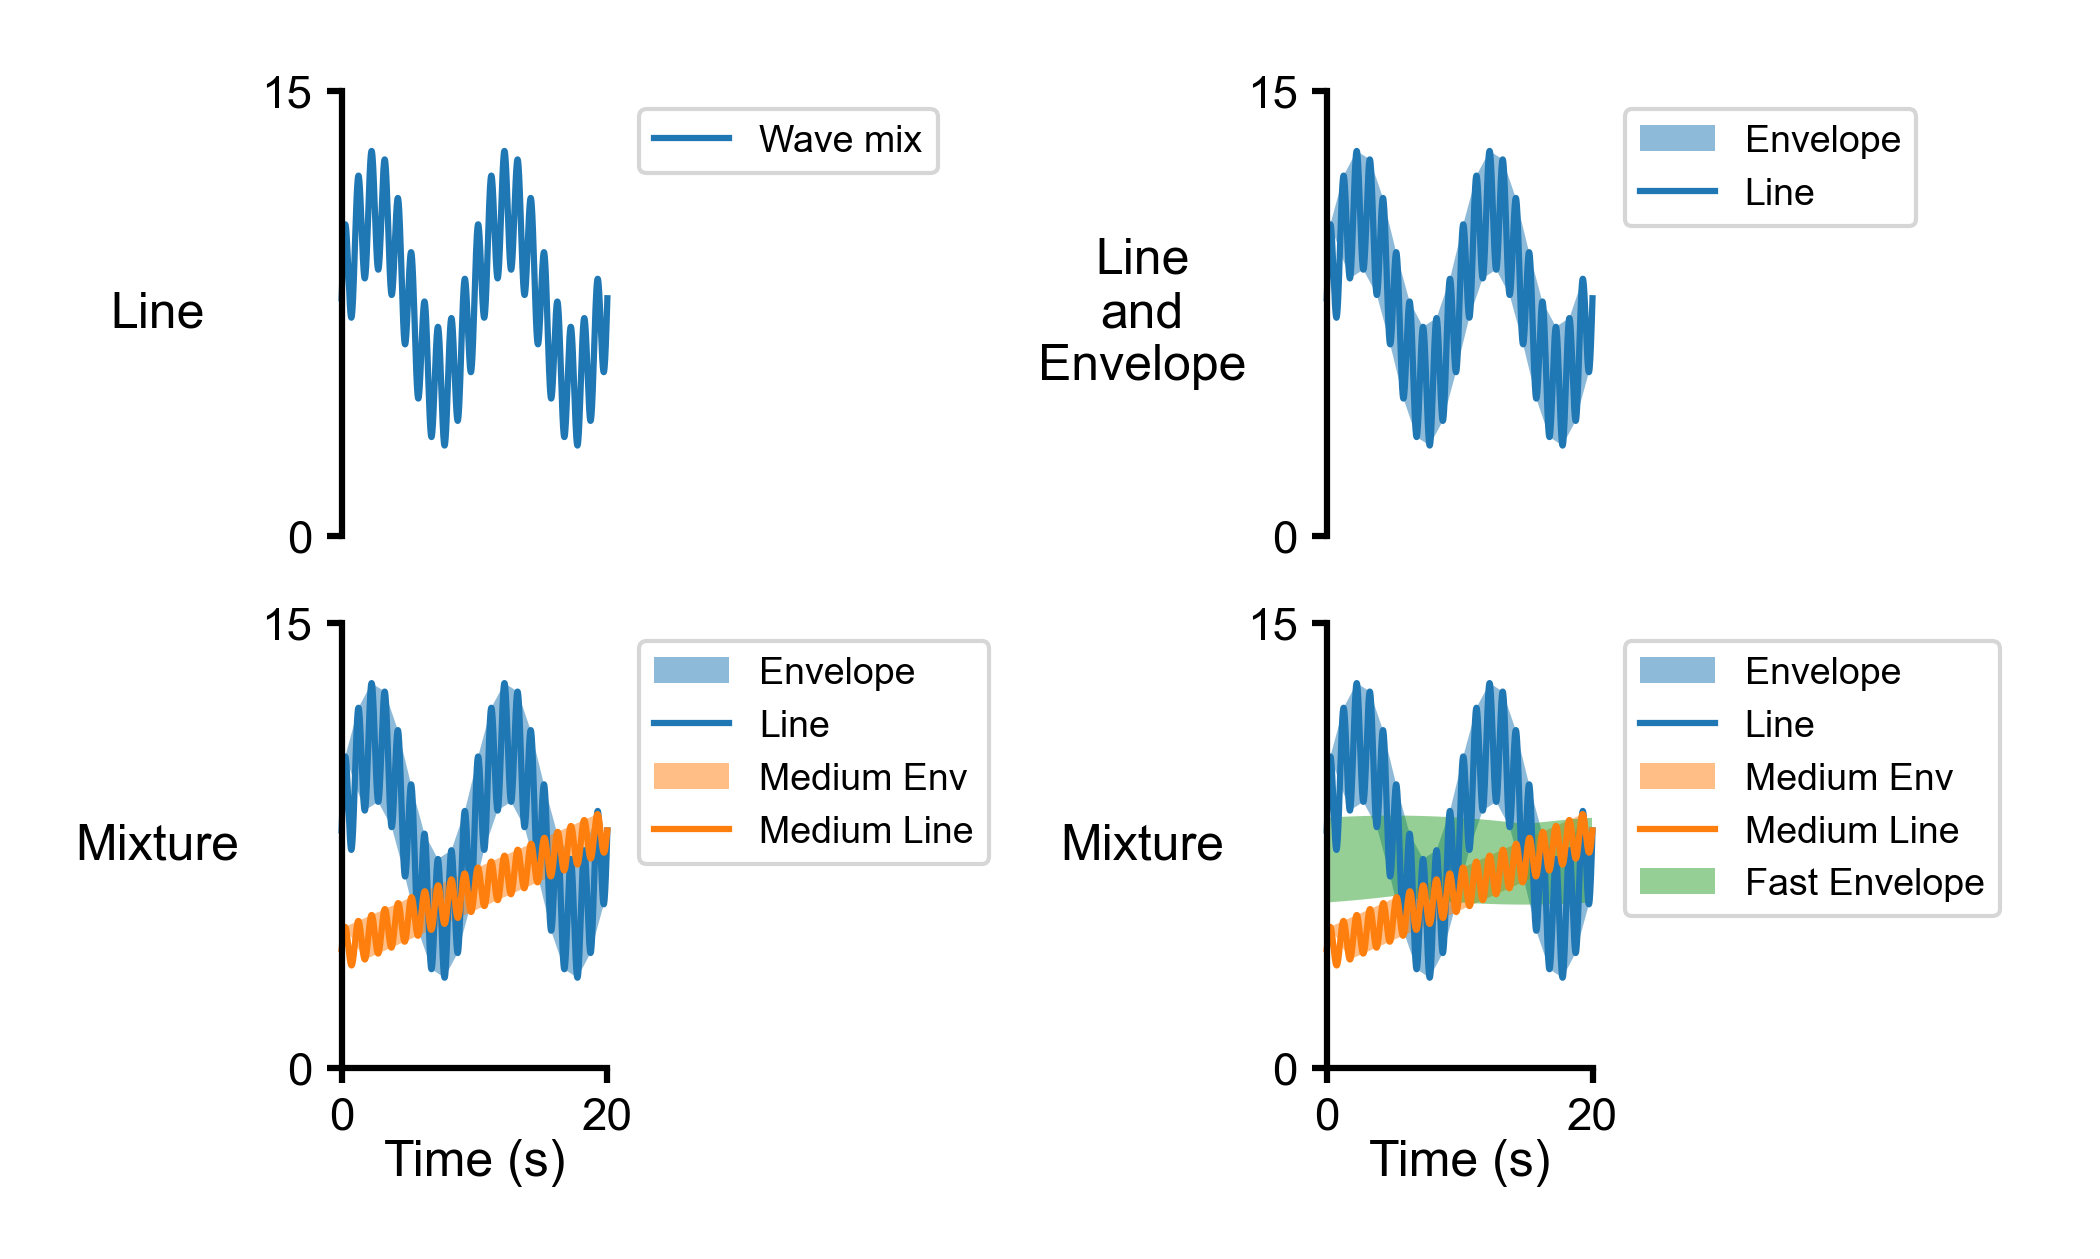 15
Wave mix
Line
0
15
Envelope
Line
Line
and
Envelope
0
15
Envelope
Line
Medium Env
Medium Line
Mixture
0
0
20
Time (s)
15
Envelope
Line
Medium Env
Medium Line
Fast Envelope
Mixture
0
0
20
Time (s)